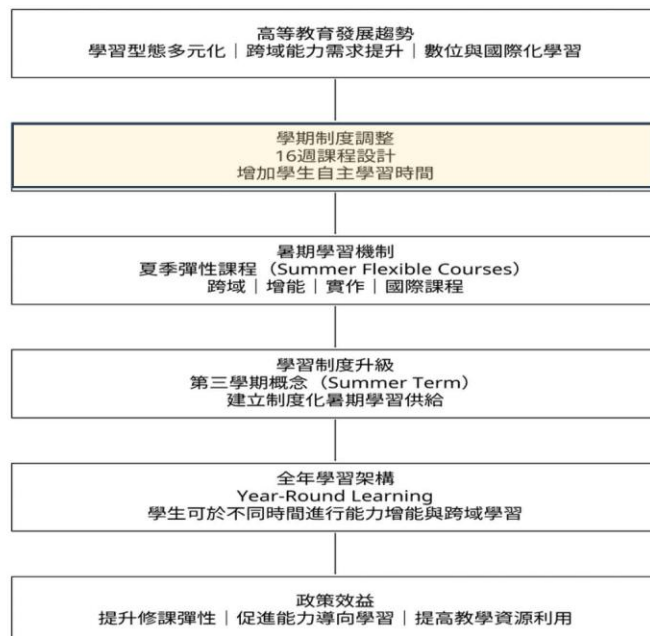 高等教育發展趨勢
學習型態多元化｜跨域能力需求提升｜數位與國際化學習
學期制度調整
16週課程設計
增加學生自主學習時間
暑期學習機制
夏季彈性課程（Summer Flexible Courses）
跨域｜增能｜實作｜國際課程
學習制度升級
第三學期概念（Summer Term）
建立制度化暑期學習供給
全年學習架構
Year-Round Learning
學生可於不同時間進行能力增能與跨域學習
政策效益
提升修課彈性｜促進能力導向學習｜提高教學資源利用